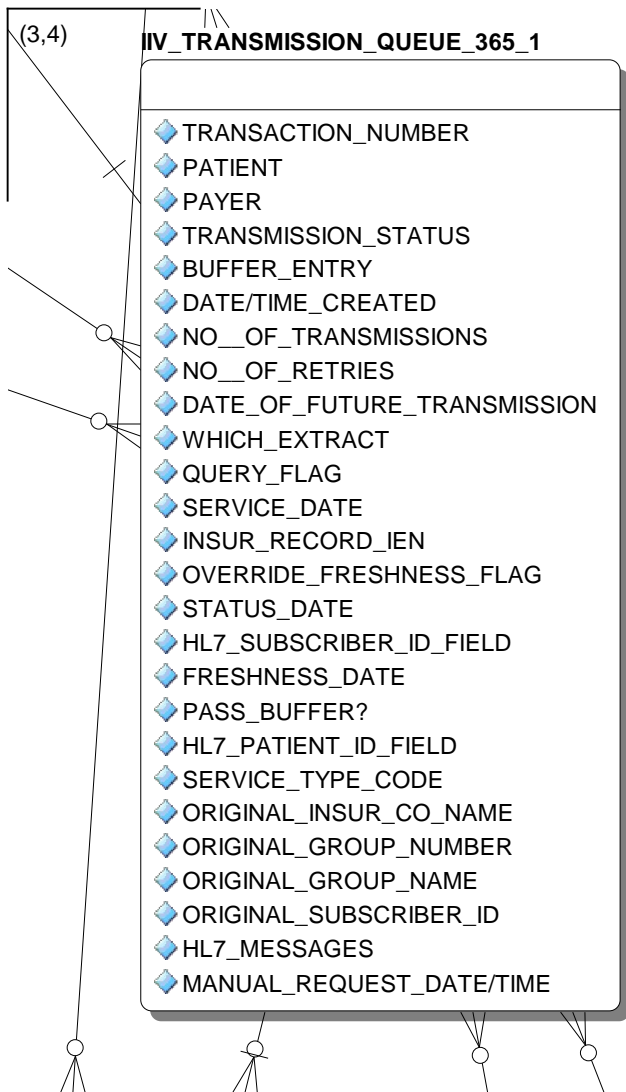 (3,4)
IIV_TRANSMISSION_QUEUE_365_1
TRANSACTION_NUMBER
PATIENT
PAYER
TRANSMISSION_STATUS
BUFFER_ENTRY
DATE/TIME_CREATED
NO__OF_TRANSMISSIONS
NO__OF_RETRIES
DATE_OF_FUTURE_TRANSMISSION
WHICH_EXTRACT
QUERY_FLAG
SERVICE_DATE
INSUR_RECORD_IEN
OVERRIDE_FRESHNESS_FLAG
STATUS_DATE
HL7_SUBSCRIBER_ID_FIELD
FRESHNESS_DATE
PASS_BUFFER?
HL7_PATIENT_ID_FIELD
SERVICE_TYPE_CODE
ORIGINAL_INSUR_CO_NAME
ORIGINAL_GROUP_NUMBER
ORIGINAL_GROUP_NAME
ORIGINAL_SUBSCRIBER_ID
HL7_MESSAGES
MANUAL_REQUEST_DATE/TIME